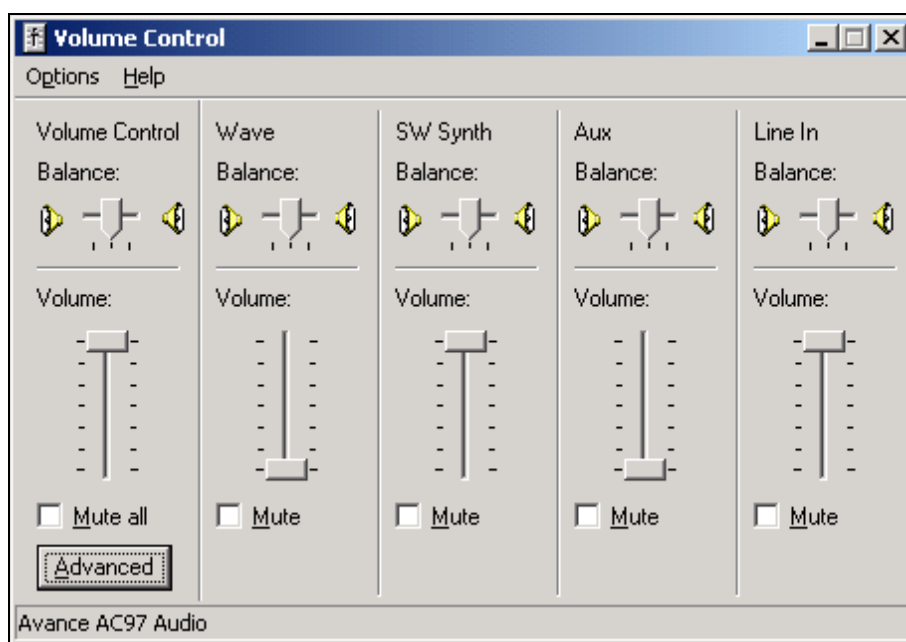 Volume Control
Options Help
Volume Control Wave SW Synth Aux Line In
Balance: Balance: Balance: Balance: Balance:
Volume: Volume: Volume: Volume: Volume:
Mute all Mute Mute Mute Mute
Advanced
Avance AC97 Audio